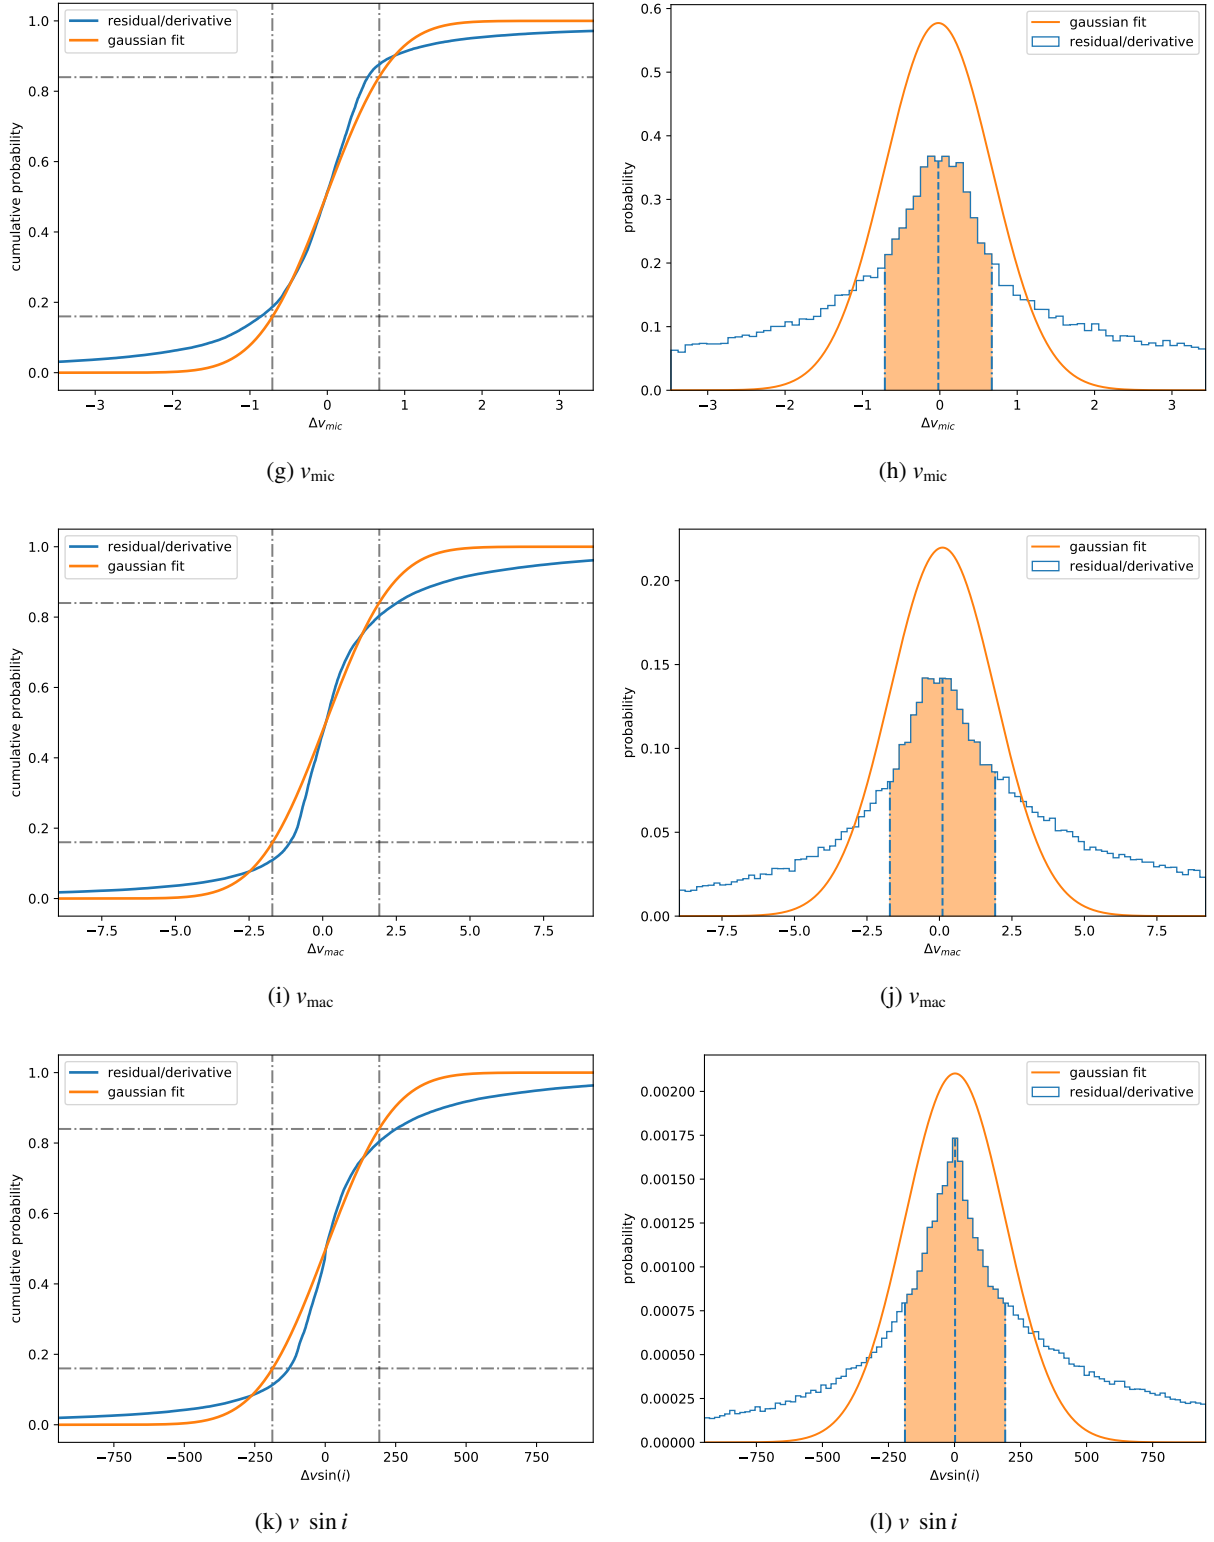 1.0
0.8
0.6
0.4
0.2
0.0
cumulative probability
residual/derivative
gaussian fit
−3 −2 −1 0 1 2 3
Δv_mic
(g) v_mic
0.6
0.5
0.4
0.3
0.2
0.1
0.0
probability
gaussian fit
residual/derivative
−3 −2 −1 0 1 2 3
Δv_mic
(h) v_mic
1.0
0.8
0.6
0.4
0.2
0.0
cumulative probability
residual/derivative
gaussian fit
−7.5 −5.0 −2.5 0.0 2.5 5.0 7.5
Δv_mac
(i) v_mac
0.20
0.15
0.10
0.05
0.00
probability
gaussian fit
residual/derivative
−7.5 −5.0 −2.5 0.0 2.5 5.0 7.5
Δv_mac
(j) v_mac
1.0
0.8
0.6
0.4
0.2
0.0
cumulative probability
residual/derivative
gaussian fit
−750 −500 −250 0 250 500 750
Δvsin(i)
(k) v sin i
0.00200
0.00175
0.00150
0.00125
0.00100
0.00075
0.00050
0.00025
0.00000
probability
gaussian fit
residual/derivative
−750 −500 −250 0 250 500 750
Δvsin(i)
(l) v sin i